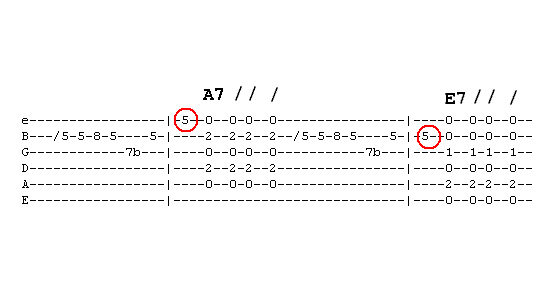 A7 / / /
E7 / / /
e-----------------|-5--0--0-0--0----------------|----0--0-0--0--
B---/5-5-8-5----5-|----2--2-2--2--/5-5-8-5----5-|-5--0--0-0--0--
G------------7b---|----0--0-0--0-----------7b---|----1--1-1--1--
D-----------------|----2--2-2--2----------------|----0--0-0--0--
A-----------------|----0--0-0--0----------------|----2--2-2--2--
E-----------------|-----------------------------|----0--0-0--0--